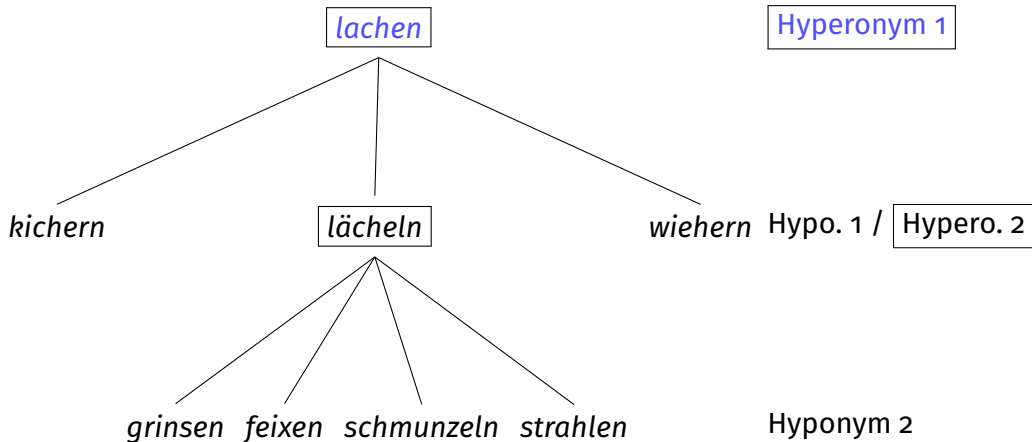 lachen Hyperonym 1
kichern lächeln wiehern Hypo. 1 / Hypero. 2
grinsen feixen schmunzeln strahlen Hyponym 2